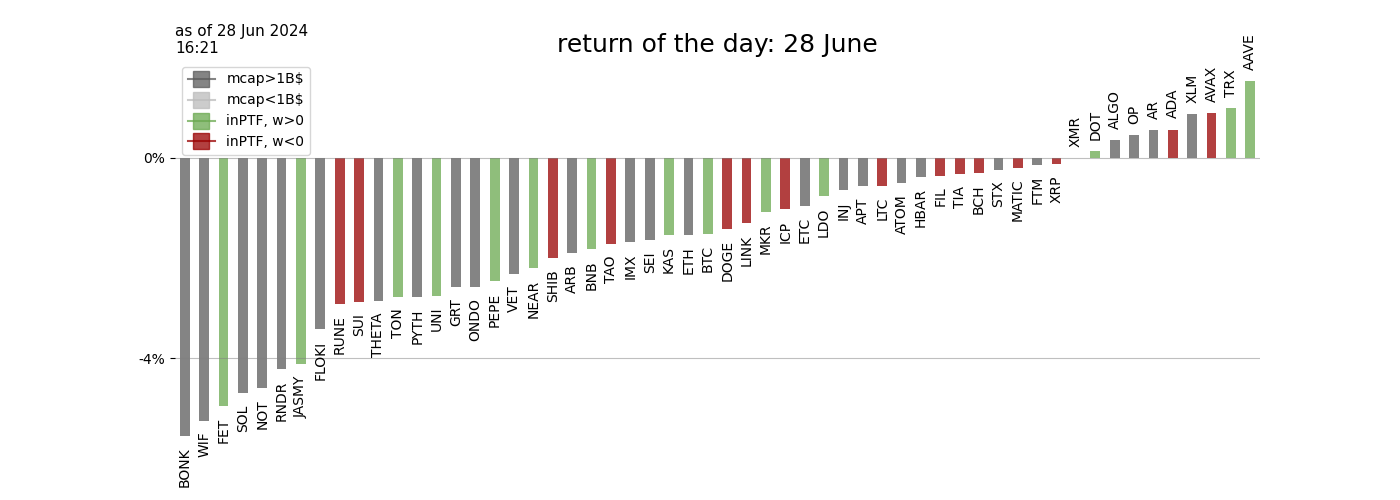 as of 28 Jun 2024
16:21
return of the day: 28 June
mcap>1B$
mcap<1B$
inPTF, w>0
inPTF, w<0
0%
-4%
BONK
WIF
FET
SOL
NOT
RNDR
JASMY
FLOKI
RUNE
SUI
THETA
TON
PYTH
UNI
GRT
ONDO
PEPE
VET
NEAR
SHIB
ARB
BNB
TAO
IMX
SEI
KAS
ETH
BTC
DOGE
LINK
MKR
ICP
ETC
LDO
INJ
APT
LTC
ATOM
HBAR
FIL
TIA
BCH
STX
MATIC
FTM
XRP
XMR
DOT
ALGO
OP
AR
ADA
XLM
AVAX
TRX
AAVE